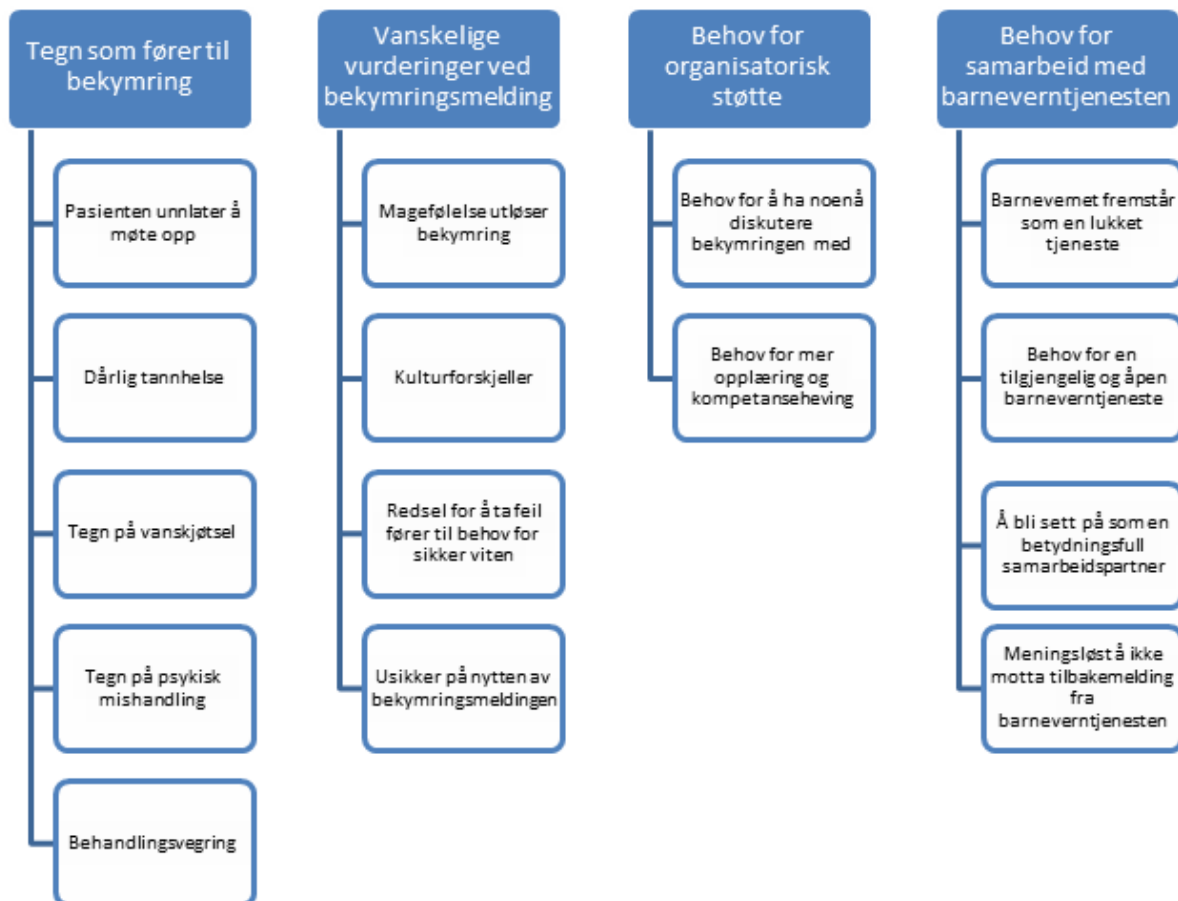 Tegn som fører til
bekymring
Pasienten unnlater å
møte opp
Dårlig tannhelse
Tegn på vanskjøtsel
Tegn på psykisk
mishandling
Behandlingsvegring
Vanskelige
vurderinger ved
bekymringsmelding
Magefølelse utløser
bekymring
Kulturforskjeller
Redsel for å ta feil
fører til behov for
sikker viten
Usikker på nytten av
bekymringsmeldingen
Behov for
organisatorisk
støtte
Behov for å ha noen å
diskutere
bekymringen med
Behov for mer
opplæring og
kompetanseheving
Behov for
samarbeid med
barneverntjenesten
Barnevernet fremstår
som en lukket
tjeneste
Behov for en
tilgjengelig og åpen
barneverntjeneste
Å bli sett på som en
betydningsfull
samarbeidspartner
Meningsløst å ikke
motta tilbakemelding
fra
barneverntjenesten